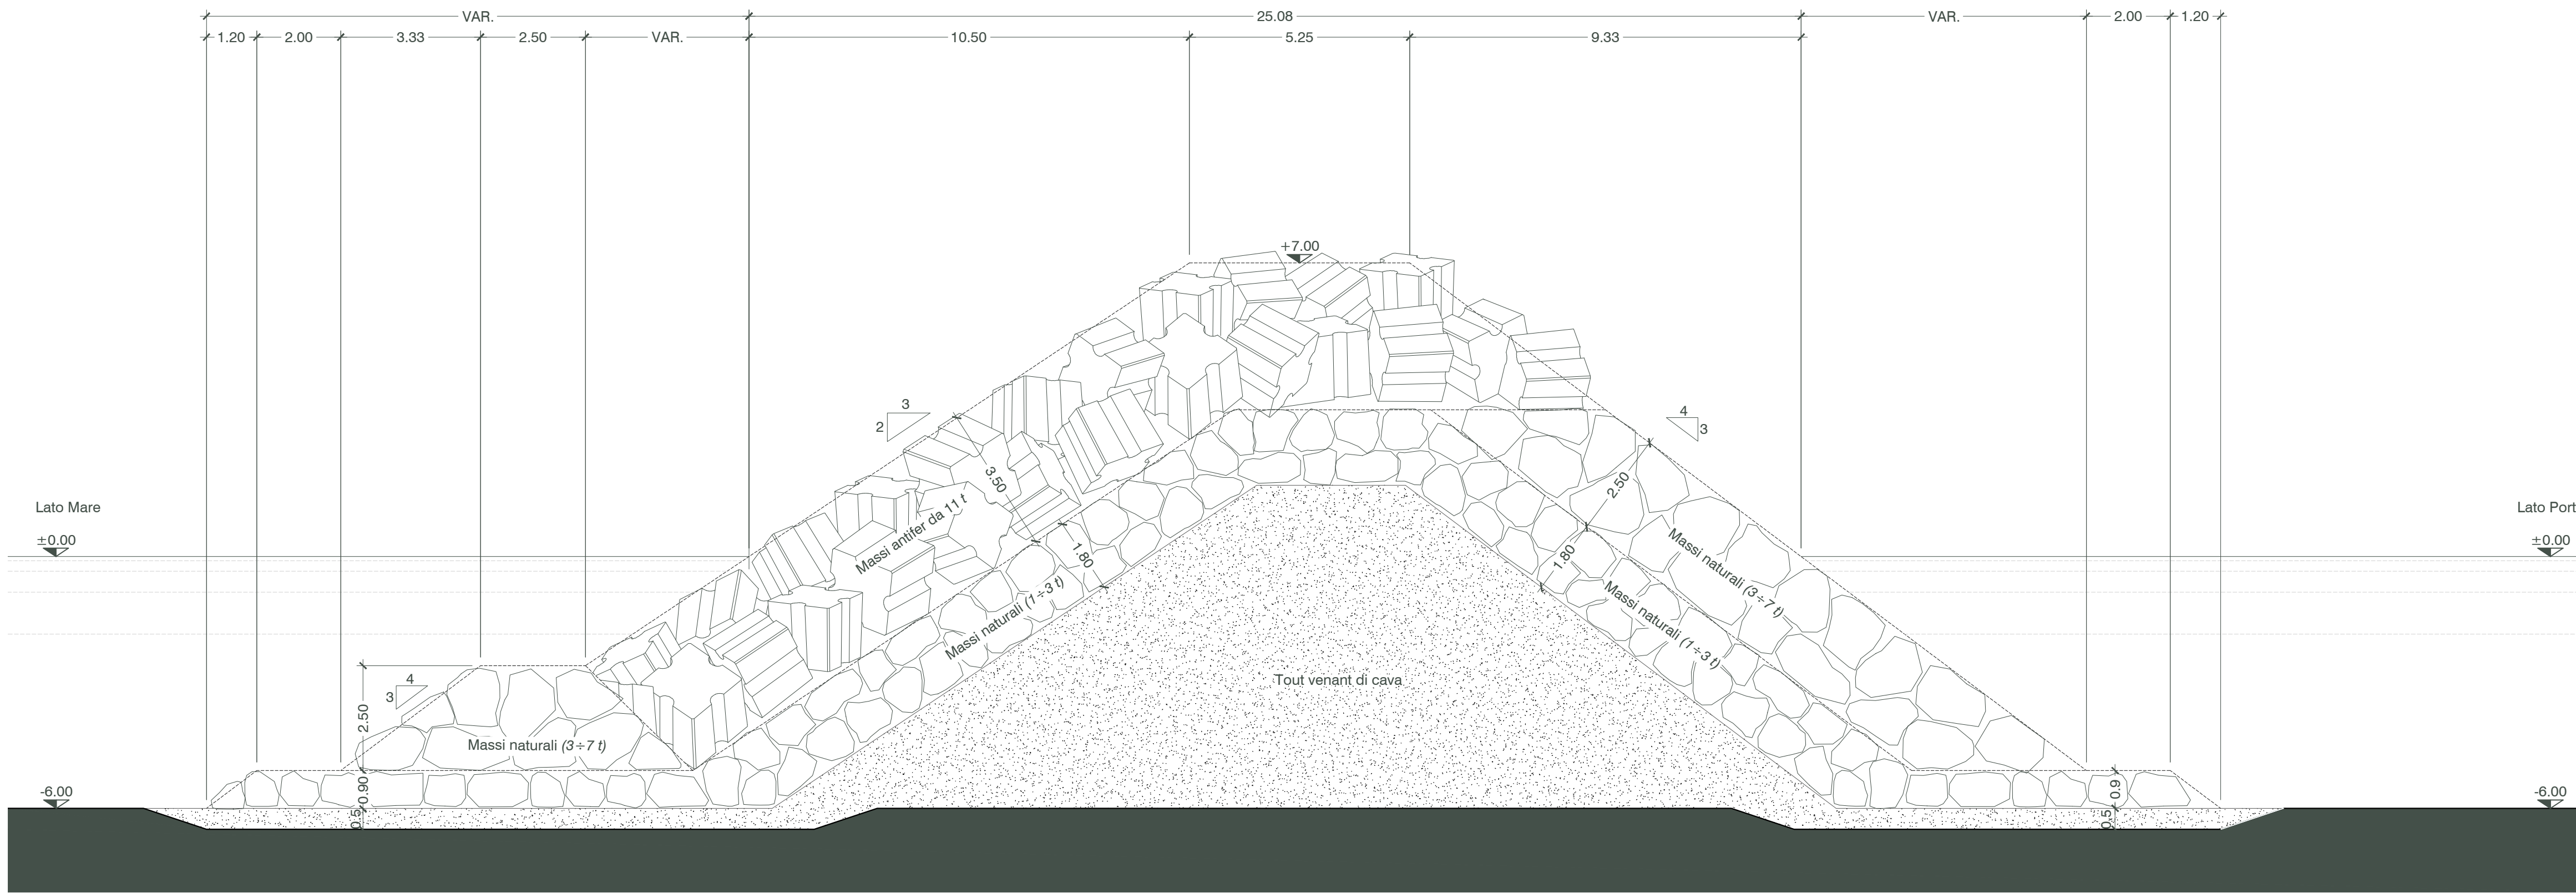 VAR.
25.08
VAR.
2.00
1.20
1.20
2.00
3.33
2.50
VAR.
10.50
5.25
9.33
+7.00
3
2
4
3
3.50
2.50
Lato Mare
Lato Port
±0.00
±0.00
Massi antifer da 11 t
1.80
1.80
Massi naturali (3÷7 t)
Massi naturali (1÷3 t)
Massi naturali (1÷3 t)
Tout venant di cava
4
3
2.50
Massi naturali (3÷7 t)
0.90
0.9
-6.00
-6.00
0.5
0.5